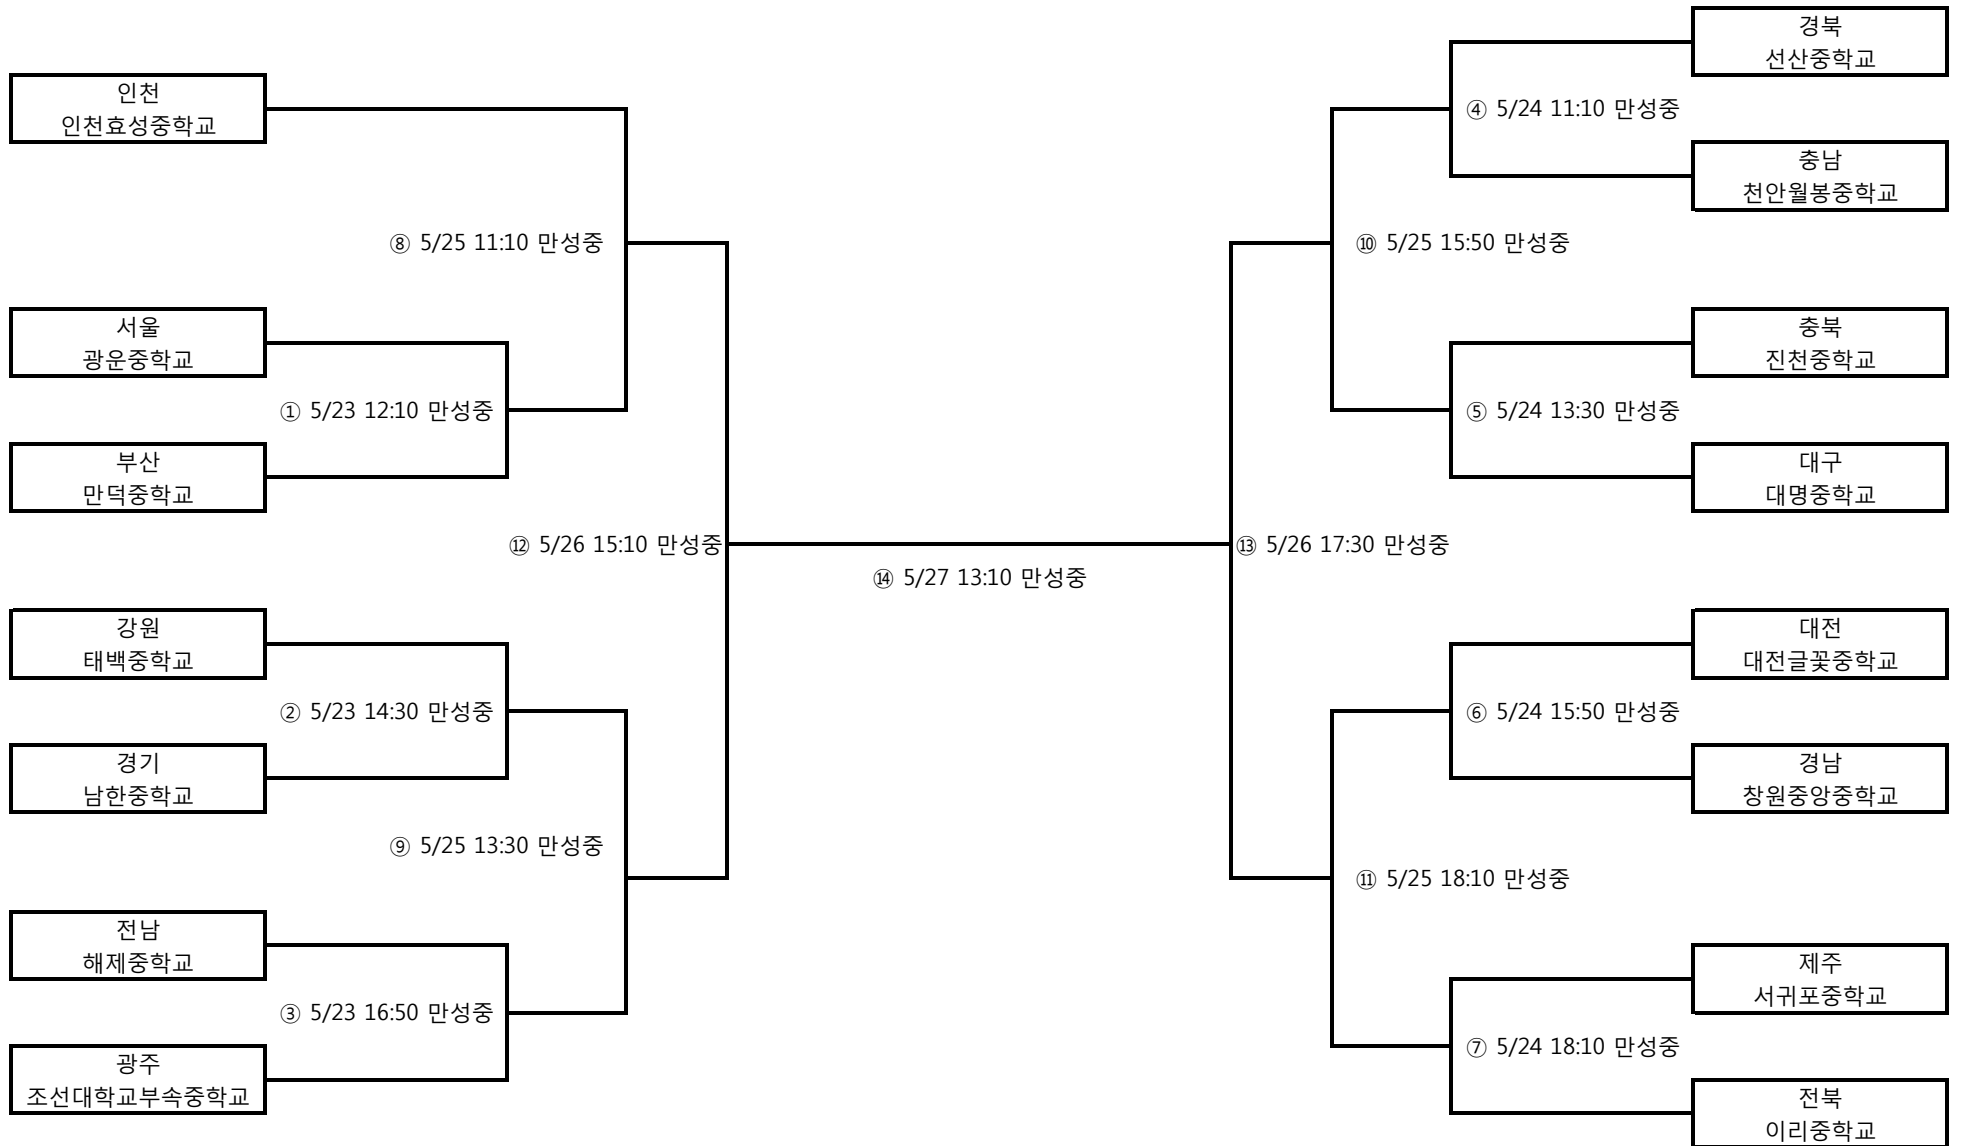 인천
인천효성중학교
⑧ 5/25 11:10 만성중
서울
광운중학교
① 5/23 12:10 만성중
부산
만덕중학교
⑫ 5/26 15:10 만성중
강원
태백중학교
② 5/23 14:30 만성중
경기
남한중학교
⑨ 5/25 13:30 만성중
전남
해제중학교
③ 5/23 16:50 만성중
광주
조선대학교부속중학교
⑭ 5/27 13:10 만성중
경북
선산중학교
④ 5/24 11:10 만성중
충남
천안월봉중학교
⑩ 5/25 15:50 만성중
충북
진천중학교
⑤ 5/24 13:30 만성중
대구
대명중학교
⑬ 5/26 17:30 만성중
대전
대전글꽃중학교
⑥ 5/24 15:50 만성중
경남
창원중앙중학교
⑪ 5/25 18:10 만성중
제주
서귀포중학교
⑦ 5/24 18:10 만성중
전북
이리중학교